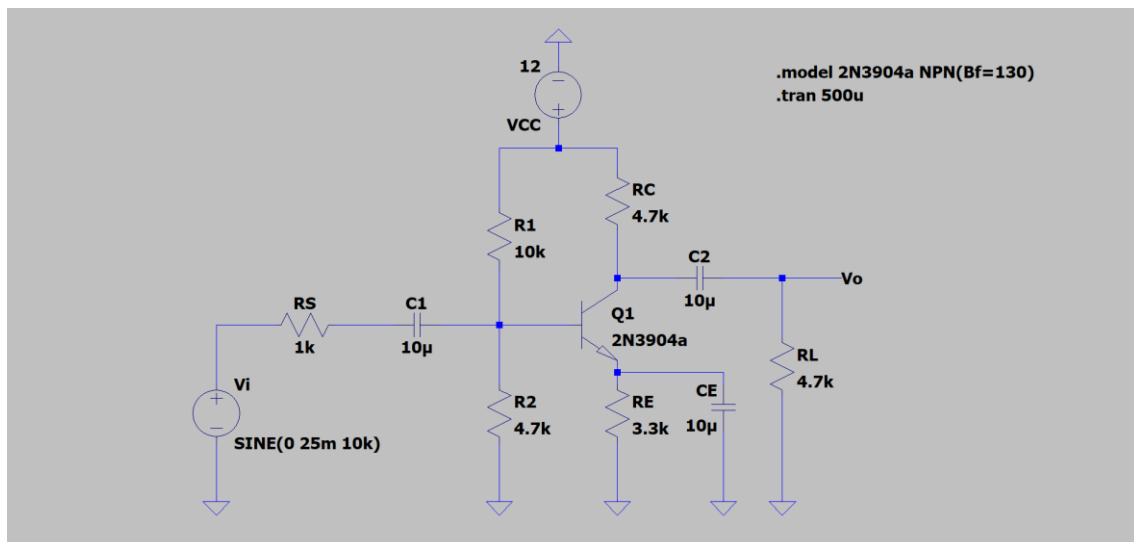 12
VCC
.model 2N3904a NPN(Bf=130)
.tran 500u
R1
10k
RC
4.7k
C2
10µ
Vo
RS
1k
C1
10µ
Q1
2N3904a
RL
4.7k
Vi
SINE(0 25m 10k)
R2
4.7k
RE
3.3k
CE
10µ